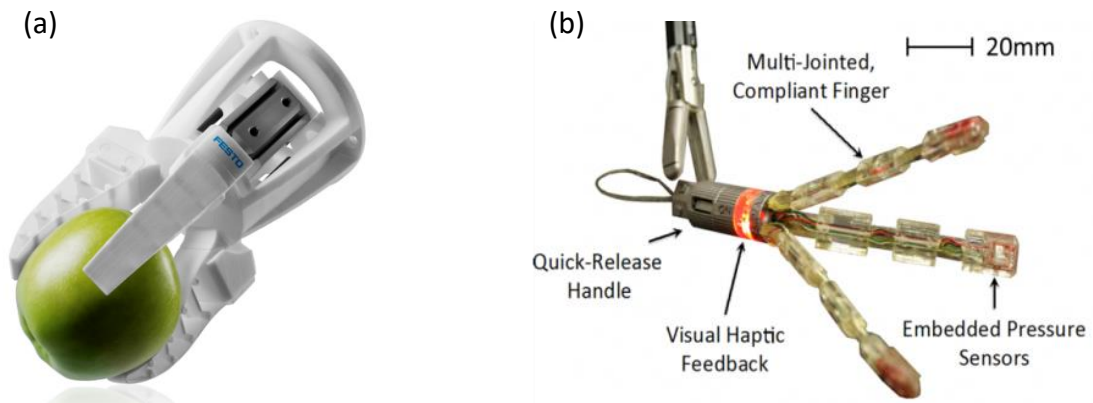 (a)
FESTO
(b)
20mm
Multi-Jointed,
Compliant Finger
Quick-Release
Handle
Visual Haptic
Feedback
Embedded Pressure
Sensors